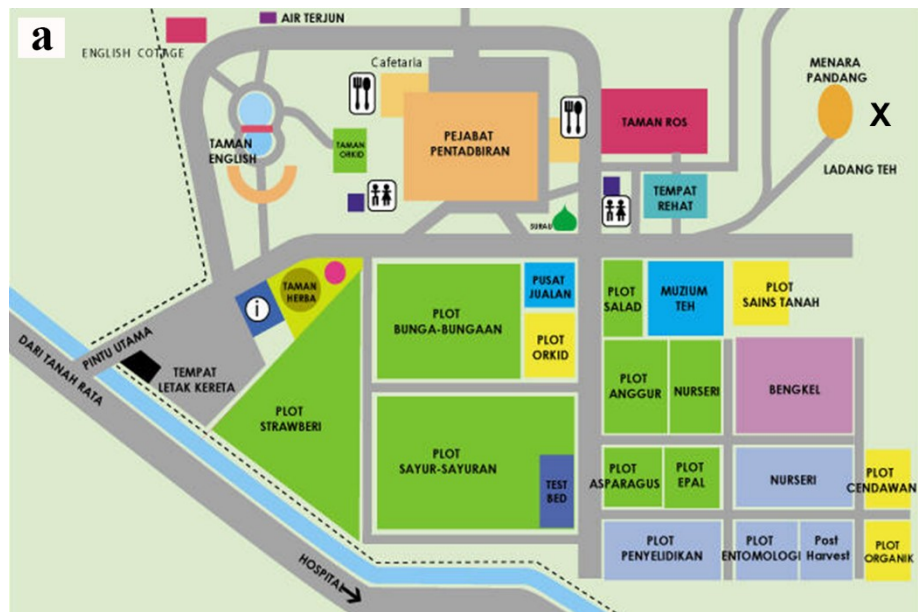 a
AIR TERJUN
ENGLISH COTAGE
Cafetaria
MENARA
PANDANG
X
TAMAN ROS
TAMAN
ENGLISH
TAMAN
ORKID
PEJABAT
PENTADBIRAN
LADANG TEH
TEMPAT
REHAT
SURAU
i
TAMAN
HERBA
PUSAT
JUALAN
PLOT
SALAD
MUZIUM
TEH
PLOT
SAINS TANAH
PLOT
BUNGA-BUNGAAN
PLOT
ORKID
PINTU UTAMA
DARI TANAH RATA
TEMPAT
LETAK KERETA
PLOT
ANGGUR
NURSERI
BENGKEL
PLOT
STRAWBERI
PLOT
SAYUR-SAYURAN
TEST
BED
PLOT
ASPARAGUS
PLOT
EPAL
NURSERI
PLOT
CENDAWAN
PLOT
PENYELIDIKAN
PLOT
ENTOMOLOGI
Post
Harvest
PLOT
ORGANIK
HOSPITAL